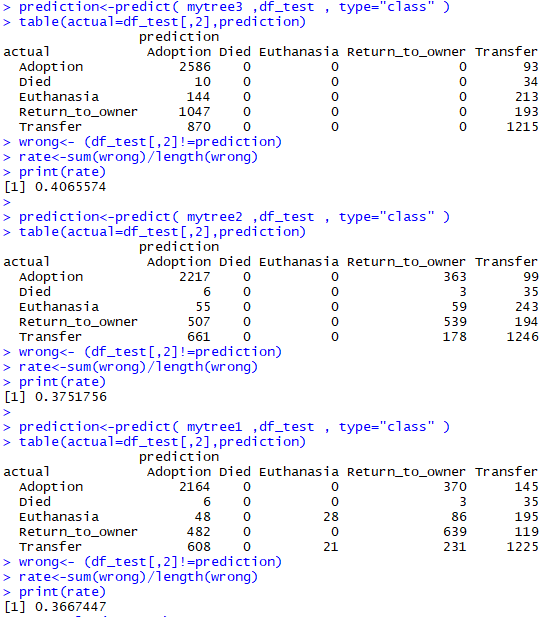 > prediction<-predict( mytree3 ,df_test , type="class" )
> table(actual=df_test[,2],prediction)
                prediction
actual           Adoption Died Euthanasia Return_to_owner Transfer
  Adoption           2586    0          0               0       93
  Died                 10    0          0               0       34
  Euthanasia          144    0          0               0      213
  Return_to_owner    1047    0          0               0      193
  Transfer            870    0          0               0     1215
> wrong<- (df_test[,2]!=prediction)
> rate<-sum(wrong)/length(wrong)
> print(rate)
[1] 0.4065574
>
> prediction<-predict( mytree2 ,df_test , type="class" )
> table(actual=df_test[,2],prediction)
                prediction
actual           Adoption Died Euthanasia Return_to_owner Transfer
  Adoption           2217    0          0             363       99
  Died                  6    0          0               3       35
  Euthanasia           55    0          0              59      243
  Return_to_owner     507    0          0             539      194
  Transfer            661    0          0             178     1246
> wrong<- (df_test[,2]!=prediction)
> rate<-sum(wrong)/length(wrong)
> print(rate)
[1] 0.3751756
>
> prediction<-predict( mytree1 ,df_test , type="class" )
> table(actual=df_test[,2],prediction)
                prediction
actual           Adoption Died Euthanasia Return_to_owner Transfer
  Adoption           2164    0          0             370      145
  Died                  6    0          0               3       35
  Euthanasia           48    0         28              86      195
  Return_to_owner     482    0          0             639      119
  Transfer            608    0         21             231     1225
> wrong<- (df_test[,2]!=prediction)
> rate<-sum(wrong)/length(wrong)
> print(rate)
[1] 0.3667447